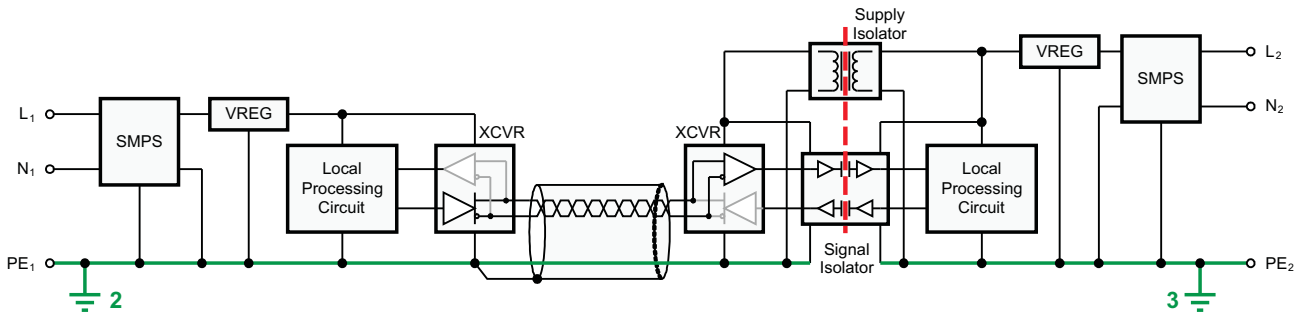 Supply
Isolator
VREG
L2
SMPS
N2
L1
VREG
SMPS
N1
XCVR
XCVR
Local
Processing
Circuit
Local
Processing
Circuit
Signal
Isolator
PE1
PE2
2
3